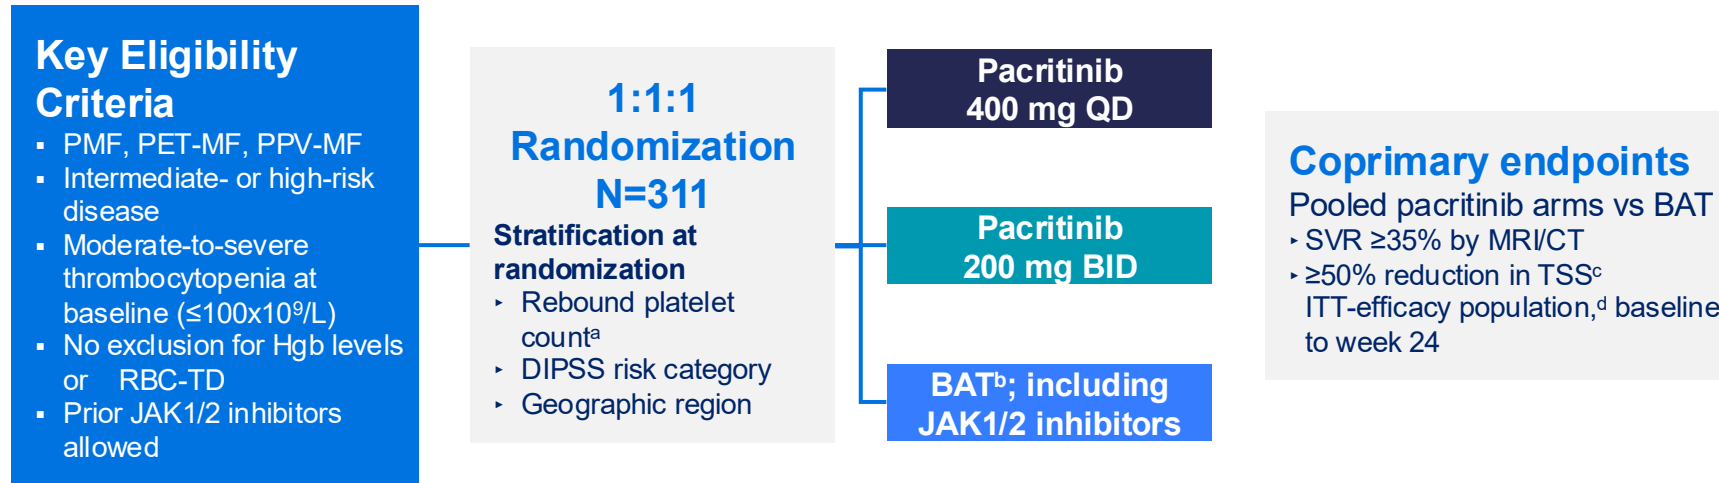 Key Eligibility
Criteria
▪ PMF, PET-MF, PPV-MF
▪ Intermediate- or high-risk
disease
▪ Moderate-to-severe
thrombocytopenia at
baseline (≤100x10⁹/L)
▪ No exclusion for Hgb levels
or RBC-TD
▪ Prior JAK1/2 inhibitors
allowed
1:1:1
Randomization
N=311
Stratification at
randomization
‣ Rebound platelet
countᵃ
‣ DIPSS risk category
‣ Geographic region
Pacritinib
400 mg QD
Pacritinib
200 mg BID
BATᵇ; including
JAK1/2 inhibitors
Coprimary endpoints
Pooled pacritinib arms vs BAT
‣ SVR ≥35% by MRI/CT
‣ ≥50% reduction in TSSᶜ
ITT-efficacy population,ᵈ baseline
to week 24